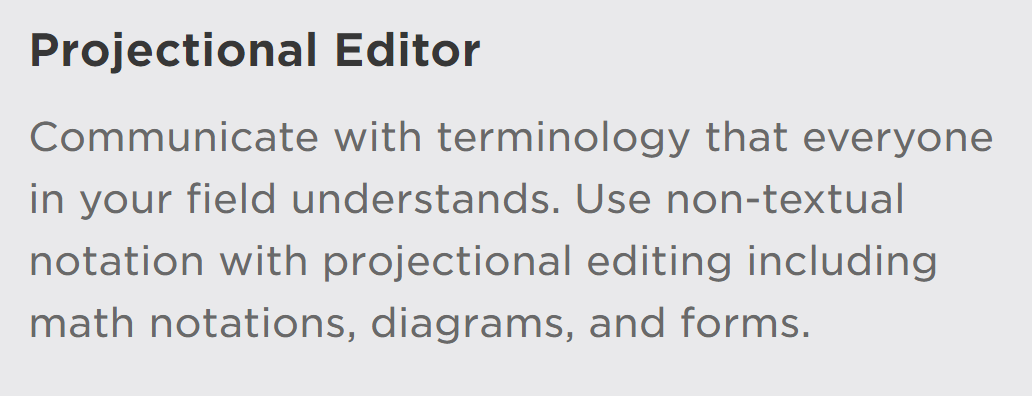 Projectional Editor
Communicate with terminology that everyone
in your field understands. Use non-textual
notation with projectional editing including
math notations, diagrams, and forms.